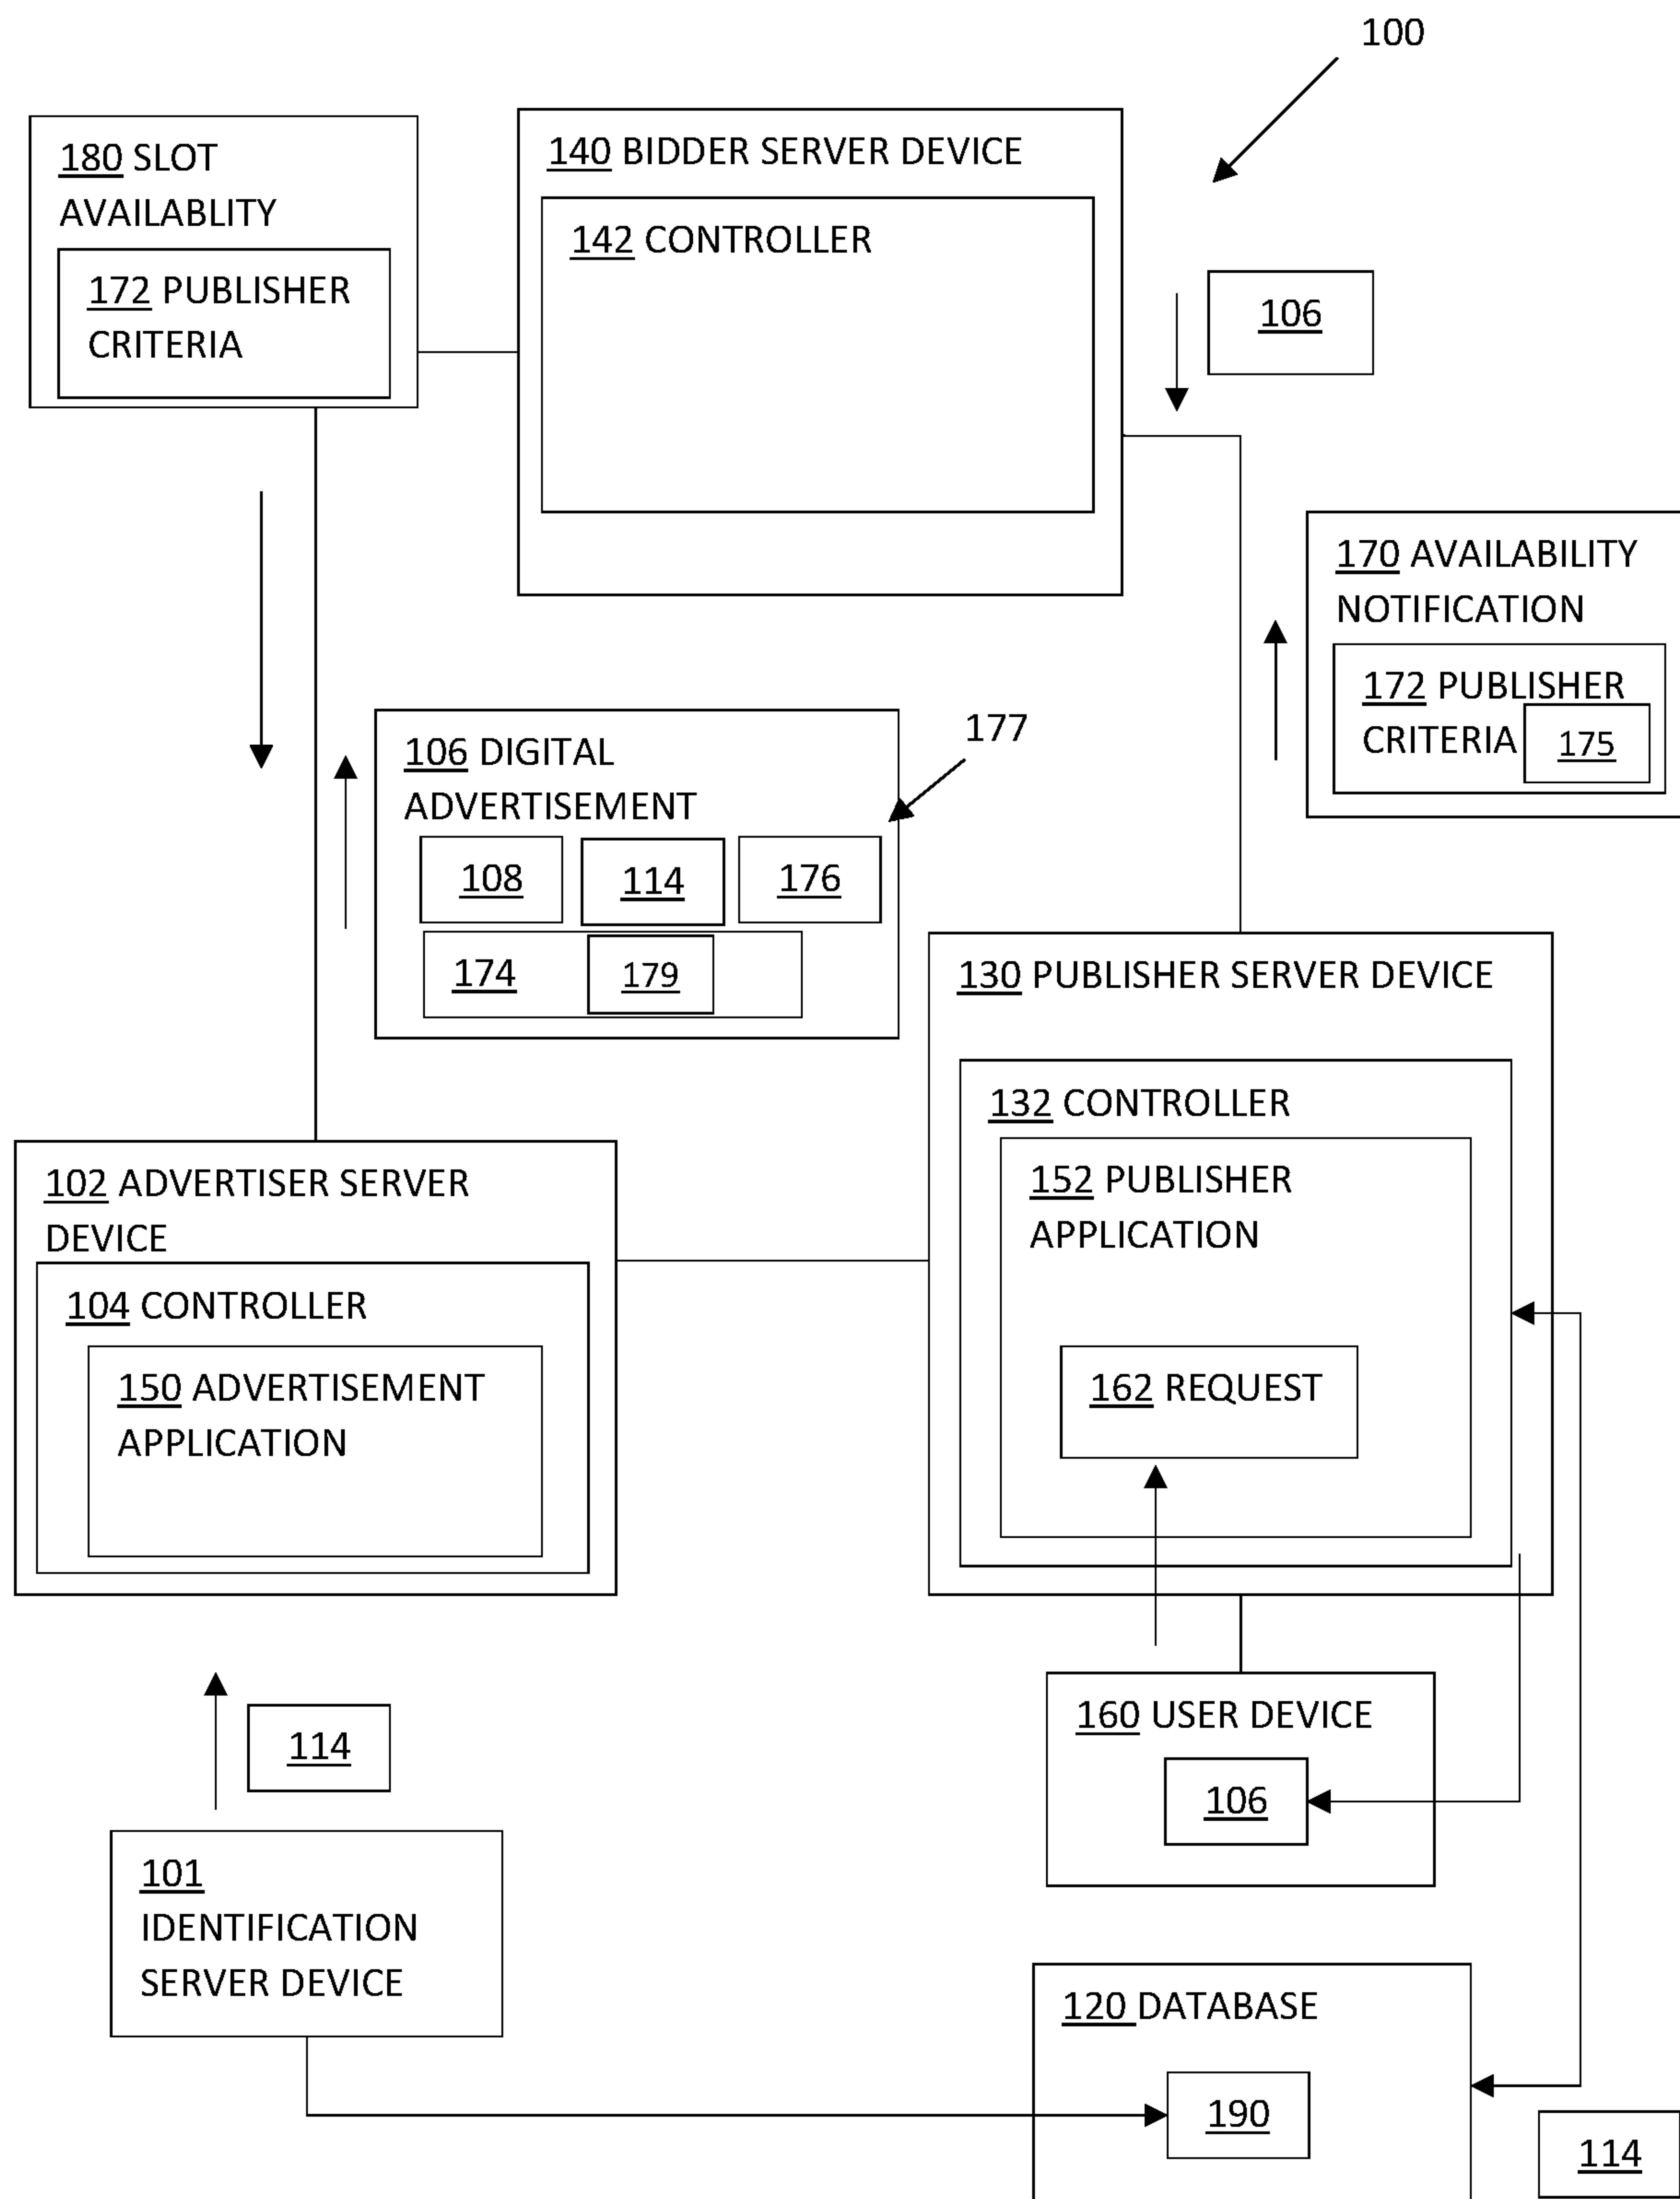 100
180 SLOT
AVAILABLITY
172 PUBLISHER
CRITERIA
140 BIDDER SERVER DEVICE
142 CONTROLLER
106
170 AVAILABILITY
NOTIFICATION
172 PUBLISHER
CRITERIA
175
106 DIGITAL
ADVERTISEMENT
177
108
114
176
174
179
130 PUBLISHER SERVER DEVICE
132 CONTROLLER
152 PUBLISHER
APPLICATION
162 REQUEST
102 ADVERTISER SERVER
DEVICE
104 CONTROLLER
150 ADVERTISEMENT
APPLICATION
114
160 USER DEVICE
106
101
IDENTIFICATION
SERVER DEVICE
120 DATABASE
190
114